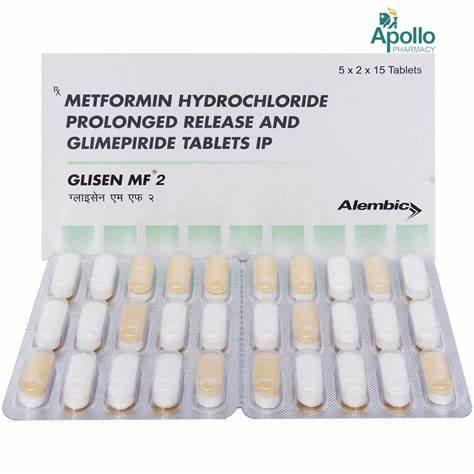 Apollo
PHARMACY
5 x 2 x 15 Tablets
Rx
METFORMIN HYDROCHLORIDE
PROLONGED RELEASE AND
GLIMEPIRIDE TABLETS IP
GLISEN MF® 2
ग्लाइसेन एम एफ २
Alembic